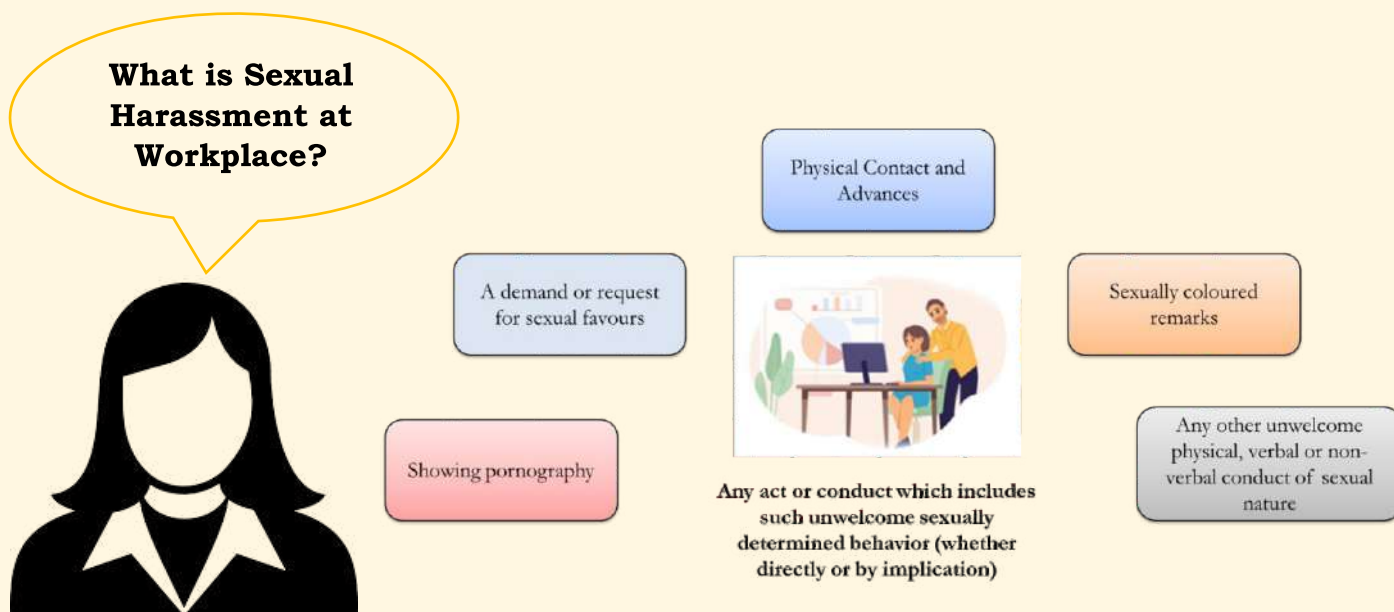 What is Sexual
Harassment at
Workplace?
Physical Contact and
Advances
A demand or request
for sexual favours
Sexually coloured
remarks
Showing pornography
Any other unwelcome
physical, verbal or non-
verbal conduct of sexual
nature
Any act or conduct which includes
such unwelcome sexually
determined behavior (whether
directly or by implication)